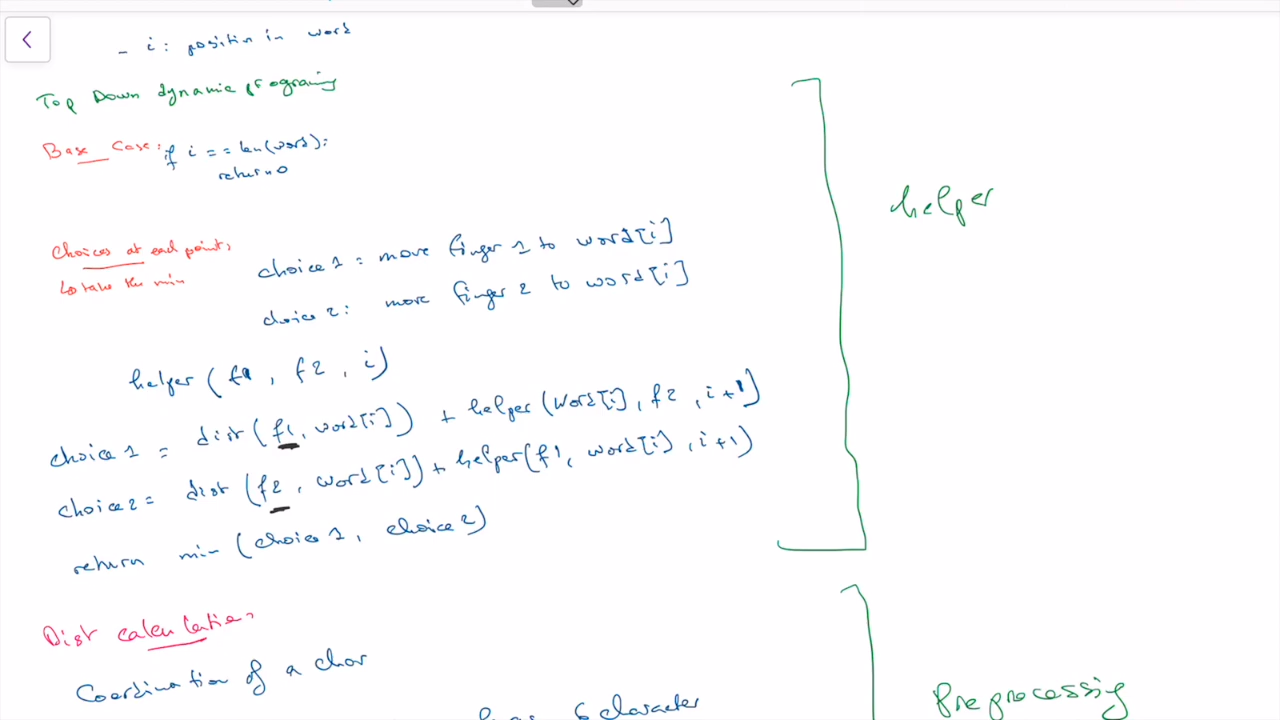 - i: position in word
Top Down dynamic programing
Base Case: if i == len(word):
return 0
helper
Choices at each point:
↳ take the min
choice 1 = move finger 1 to word[i]
choice 2: move finger 2 to word[i]
helper (f1, f2, i)
choice 1 = dist (f1, word[i]) + helper (word[i], f2, i+1)
choice 2 = dist (f2, word[i]) + helper (f1, word[i], i+1)
return min (choice 1, choice 2)
Dist calculation:
Coordination of a char
6 character
Preprocessing